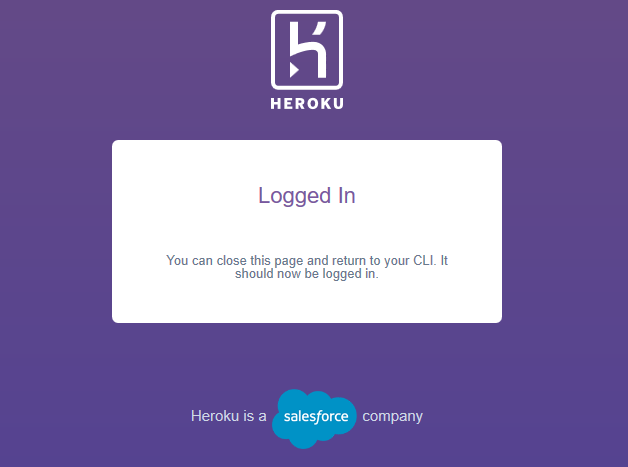 HEROKU
Logged In
You can close this page and return to your CLI. It
should now be logged in.
Heroku is a salesforce company